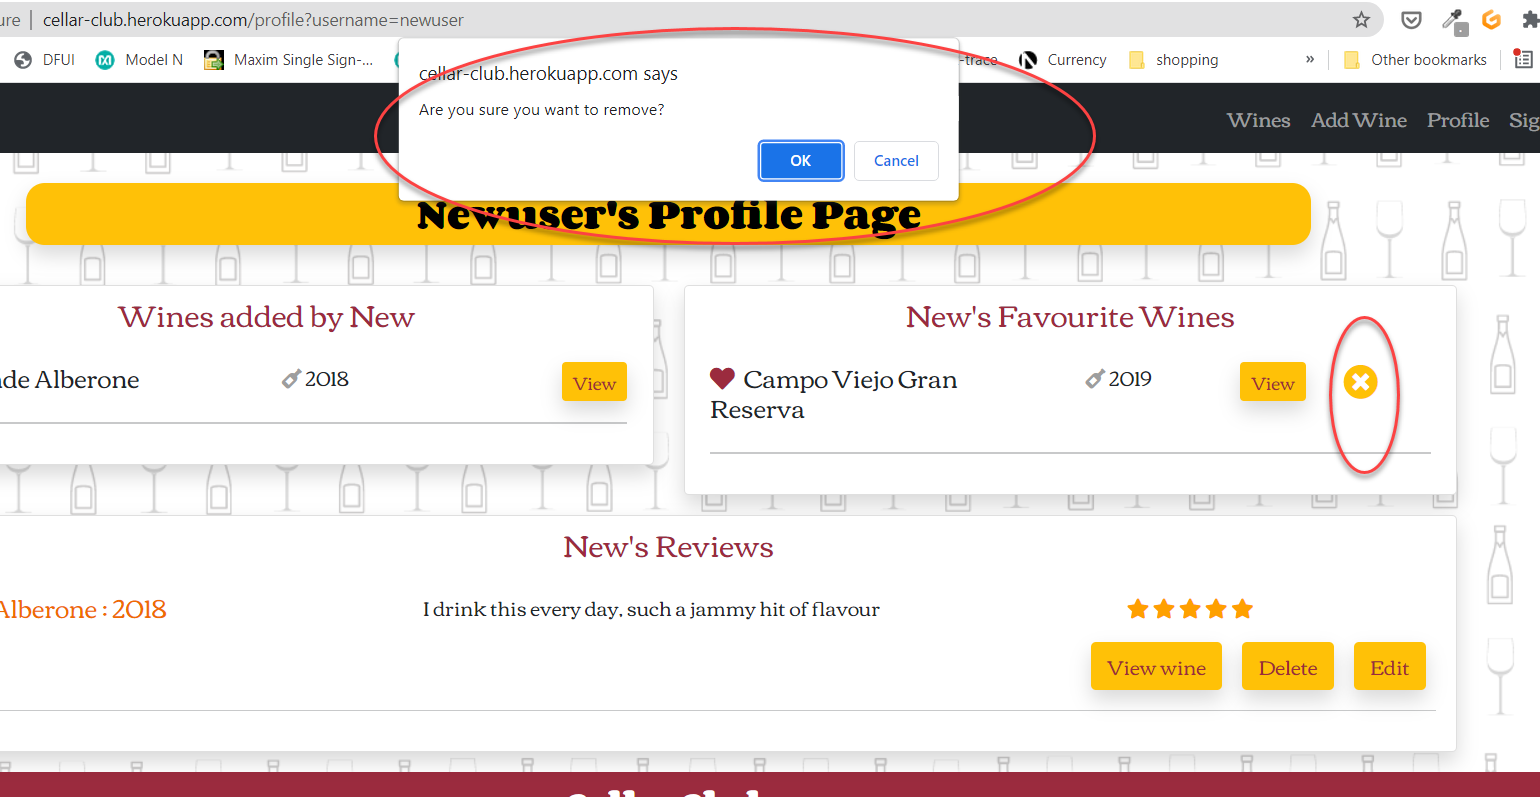 ure | cellar-club.herokuapp.com/profile?username=newuser
DFUI Model N Maxim Single Sign-... -trace Currency shopping » Other bookmarks
cellar-club.herokuapp.com says
Are you sure you want to remove?
OK Cancel
Wines Add Wine Profile Sig
Newuser's Profile Page
Wines added by New
nde Alberone 2018 View
New's Favourite Wines
Campo Viejo Gran 2019 View
Reserva
New's Reviews
Alberone : 2018 I drink this every day, such a jammy hit of flavour
View wine Delete Edit